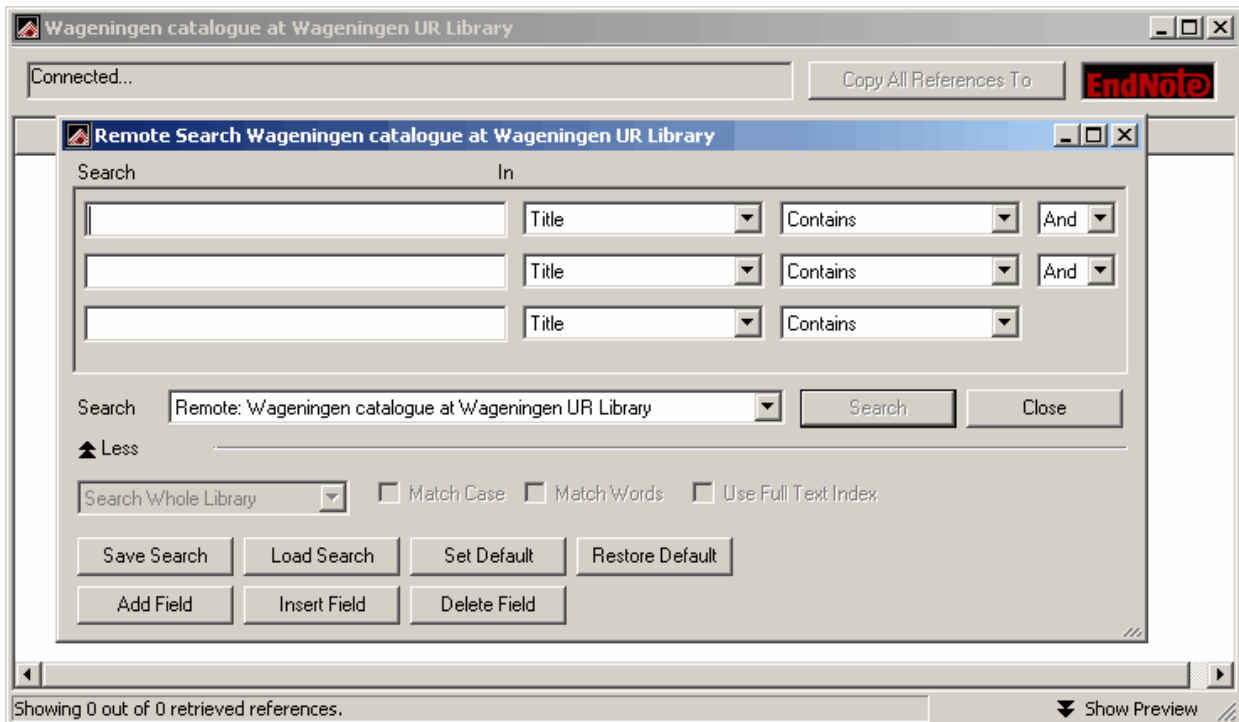 Wageningen catalogue at Wageningen UR Library
Connected... Copy All References To EndNote
Remote Search Wageningen catalogue at Wageningen UR Library
Search In
Title Contains And
Title Contains And
Title Contains
Search Remote: Wageningen catalogue at Wageningen UR Library Search Close
Less
Search Whole Library Match Case Match Words Use Full Text Index
Save Search Load Search Set Default Restore Default
Add Field Insert Field Delete Field
Showing 0 out of 0 retrieved references. Show Preview